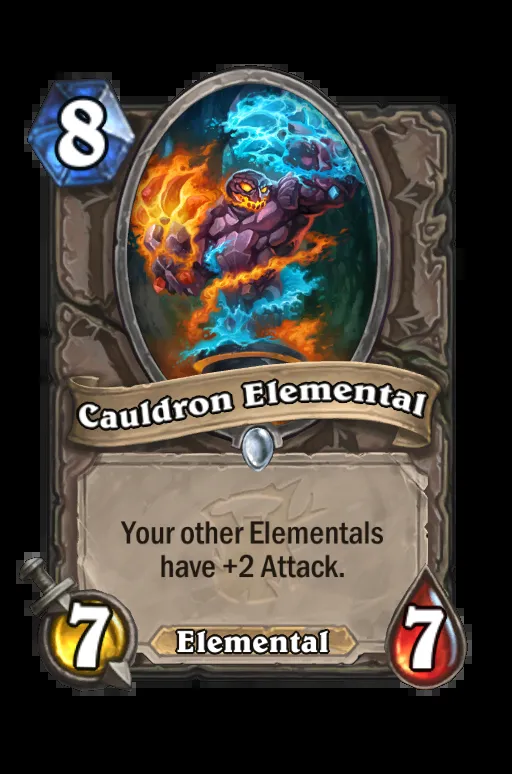 8
Cauldron Elemental
Your other Elementals
have +2 Attack.
7
Elemental
7